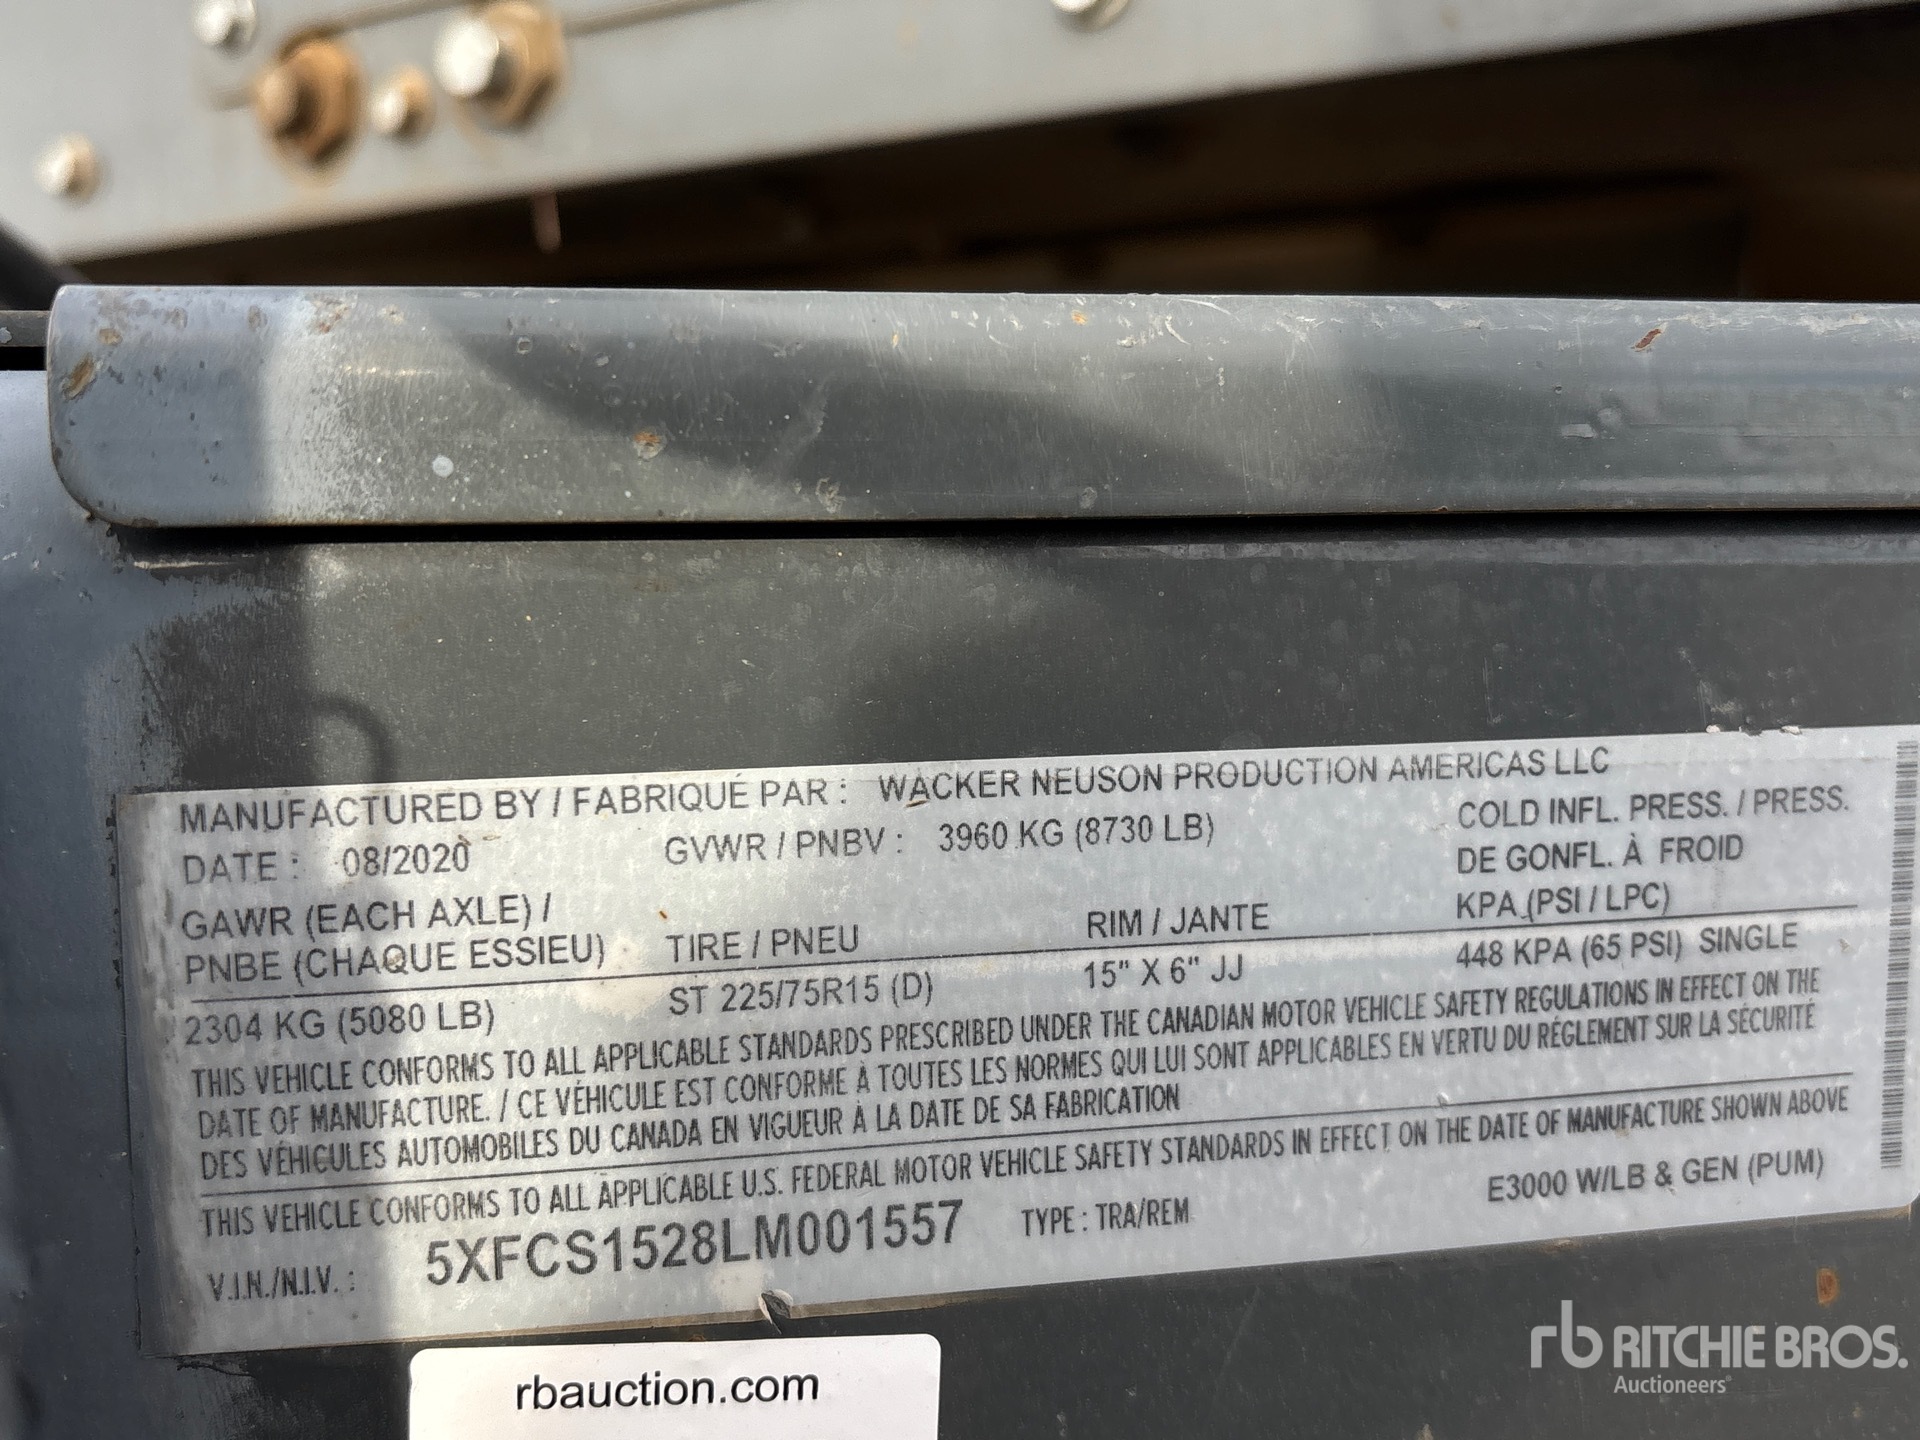 MANUFACTURED BY / FABRIQUÉ PAR : WACKER NEUSON PRODUCTION AMERICAS LLC
DATE : 08/2020 GVWR / PNBV : 3960 KG (8730 LB) COLD INFL. PRESS. / PRESS.
DE GONFL. À FROID
GAWR (EACH AXLE) /
PNBE (CHAQUE ESSIEU) TIRE / PNEU RIM / JANTE KPA (PSI / LPC)
2304 KG (5080 LB) ST 225/75R15 (D) 15" X 6" JJ 448 KPA (65 PSI) SINGLE
THIS VEHICLE CONFORMS TO ALL APPLICABLE STANDARDS PRESCRIBED UNDER THE CANADIAN MOTOR VEHICLE SAFETY REGULATIONS IN EFFECT ON THE
DATE OF MANUFACTURE. / CE VÉHICULE EST CONFORME À TOUTES LES NORMES QUI LUI SONT APPLICABLES EN VERTU DU RÉGLEMENT SUR LA SÉCURITÉ
DES VÉHICULES AUTOMOBILES DU CANADA EN VIGUEUR À LA DATE DE SA FABRICATION
THIS VEHICLE CONFORMS TO ALL APPLICABLE U.S. FEDERAL MOTOR VEHICLE SAFETY STANDARDS IN EFFECT ON THE DATE OF MANUFACTURE SHOWN ABOVE
V.I.N./N.I.V. : 5XFCS1528LM001557 TYPE : TRA/REM E3000 W/LB & GEN (PUM)
rbauction.com
rb RITCHIE BROS.
Auctioneers